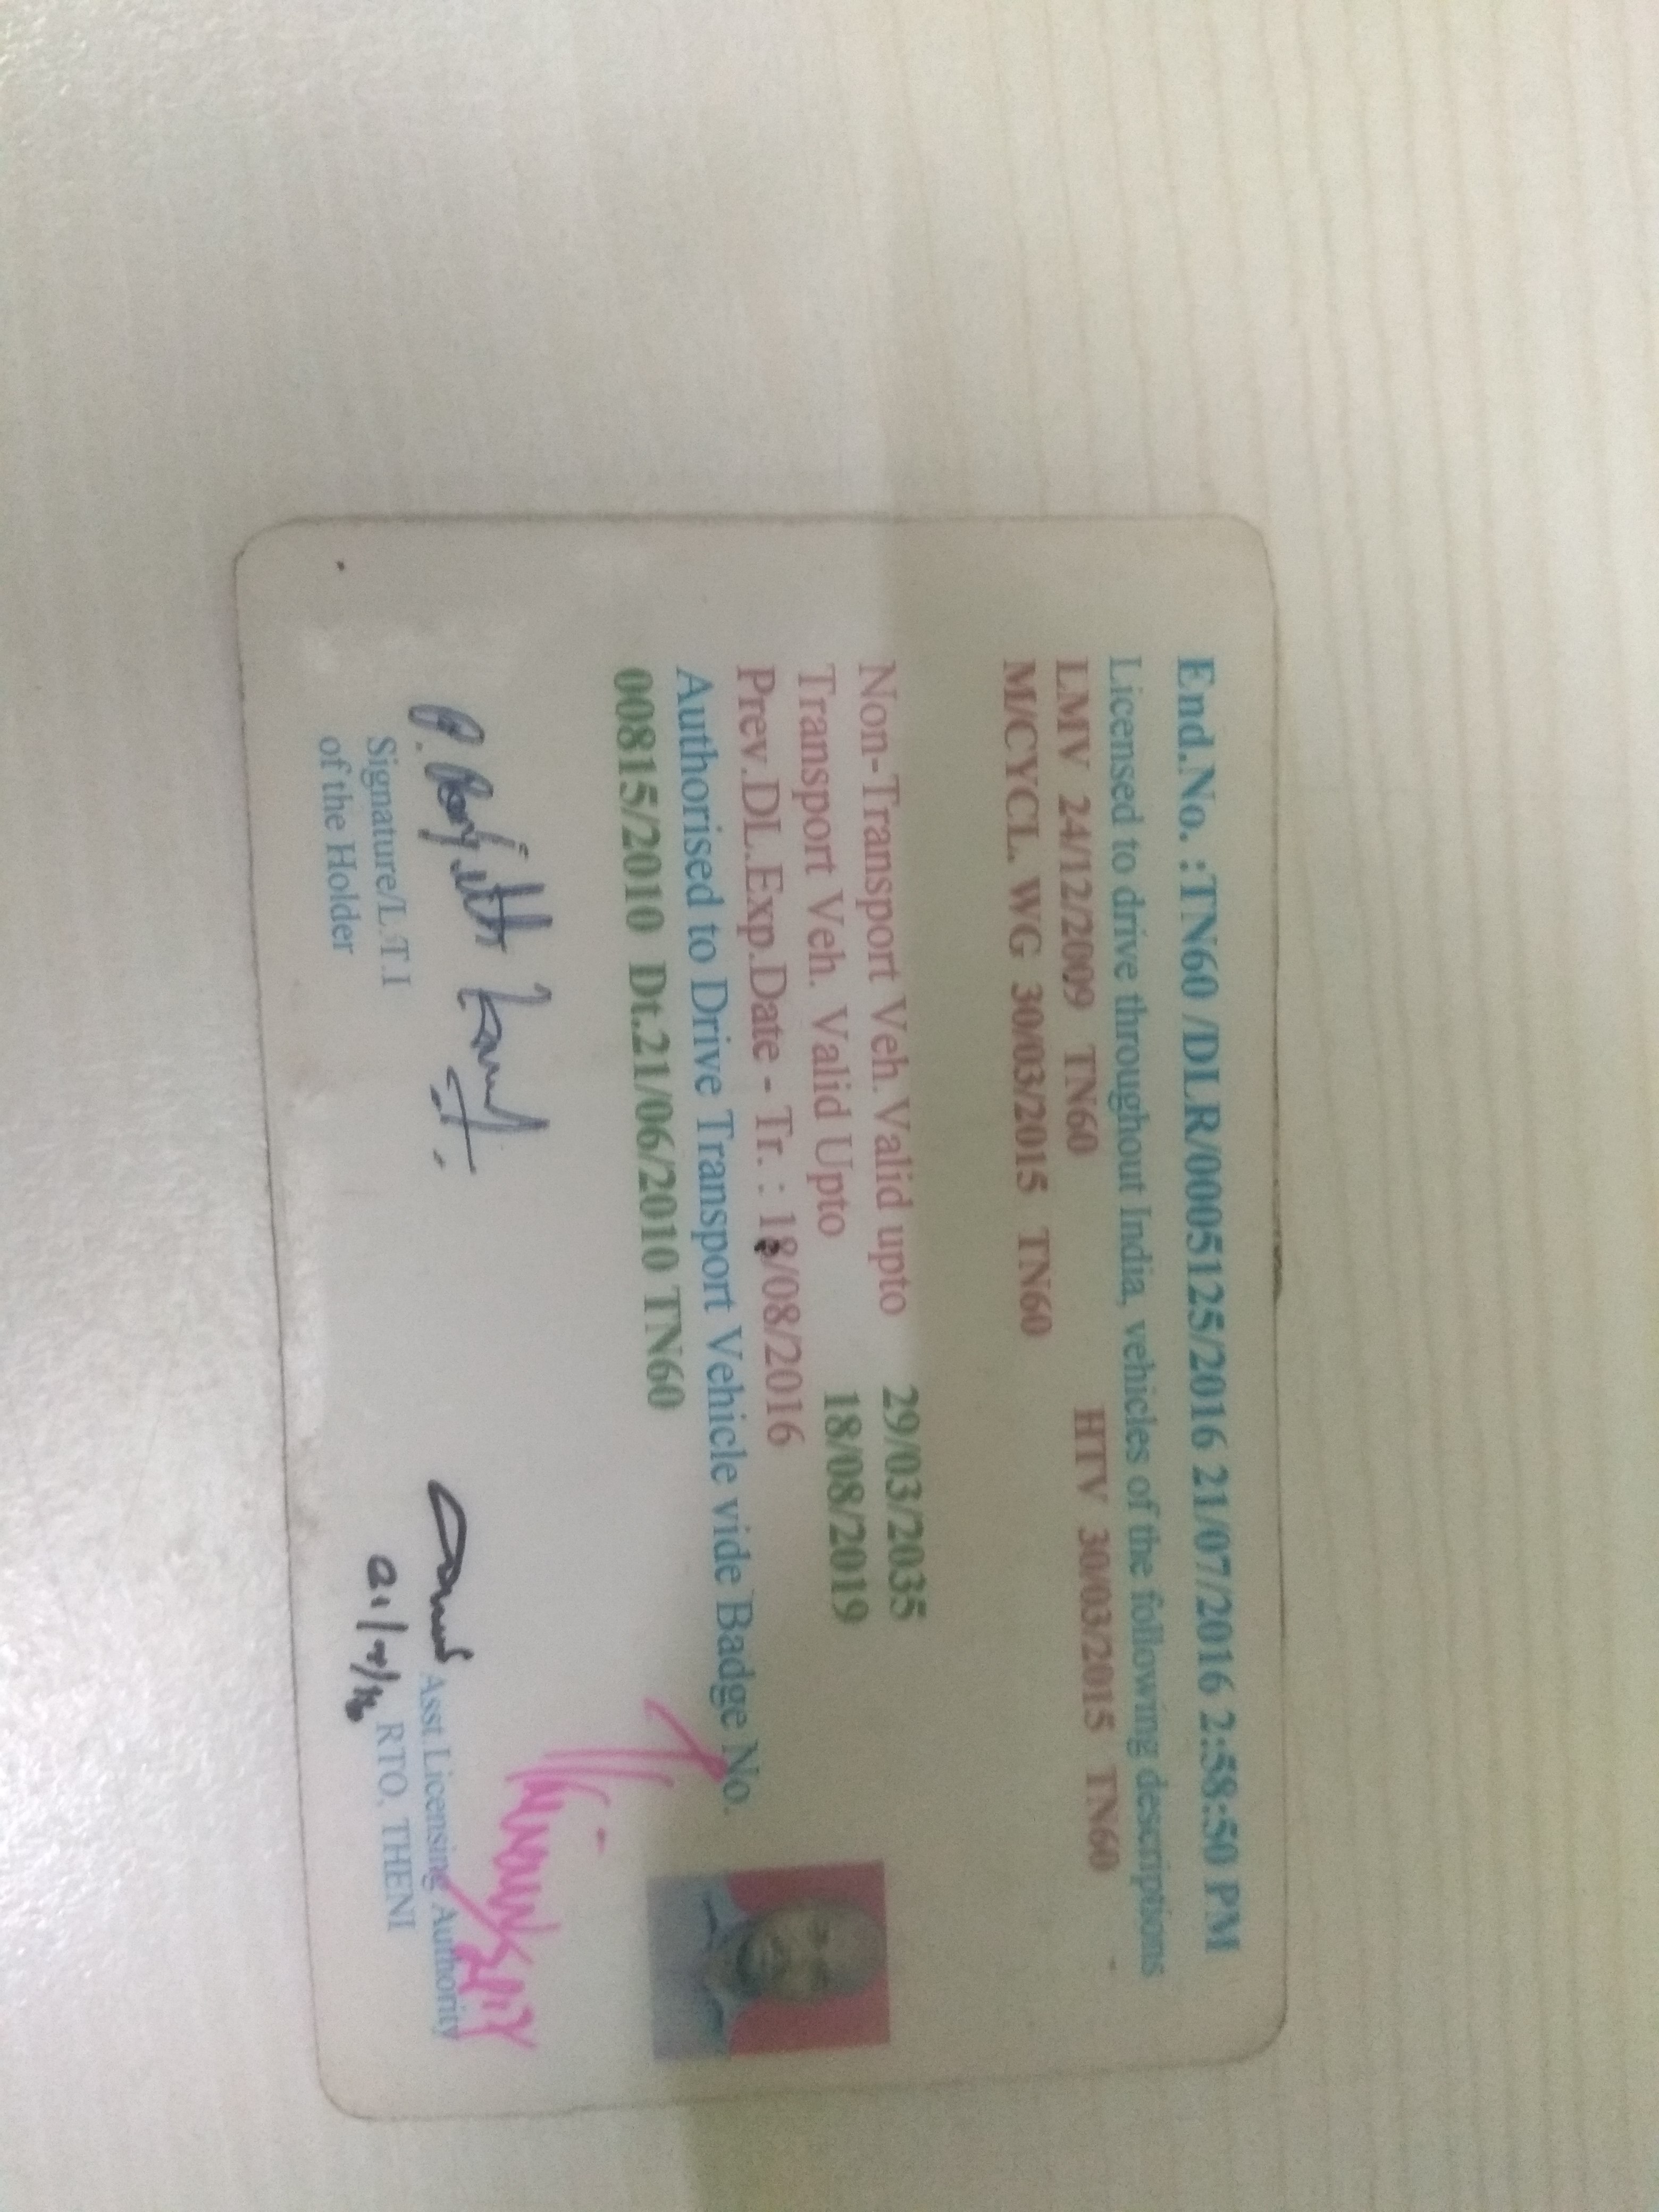 End.No. :TN60 /DLR/0005125/2016 21/07/2016 2:58:50 PM
Licensed to drive throughout India, vehicles of the following descriptions
LMV 24/12/2009 TN60 HTV 30/03/2015 TN60
M/CYCL. WG 30/03/2015 TN60
Non-Transport Veh. Valid upto 29/03/2035
Transport Veh. Valid Upto 18/08/2019
Prev.DL.Exp.Date - Tr. : 18/08/2016
Authorised to Drive Transport Vehicle vide Badge No.
00815/2010 Dt.21/06/2010 TN60
Signature/L.T.I
of the Holder
Asst Licensing Authority
RTO, THENI